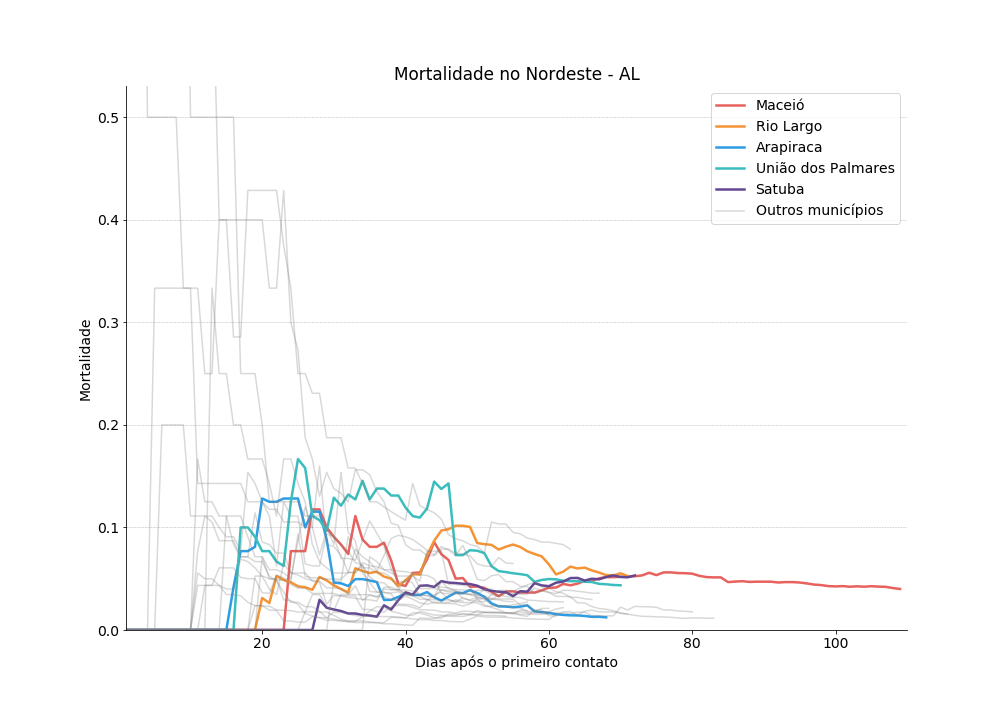 Mortalidade no Nordeste - AL
Maceió
Rio Largo
Arapiraca
União dos Palmares
Satuba
Outros municípios
Mortalidade
0.5
0.4
0.3
0.2
0.1
0.0
20
40
60
80
100
Dias após o primeiro contato